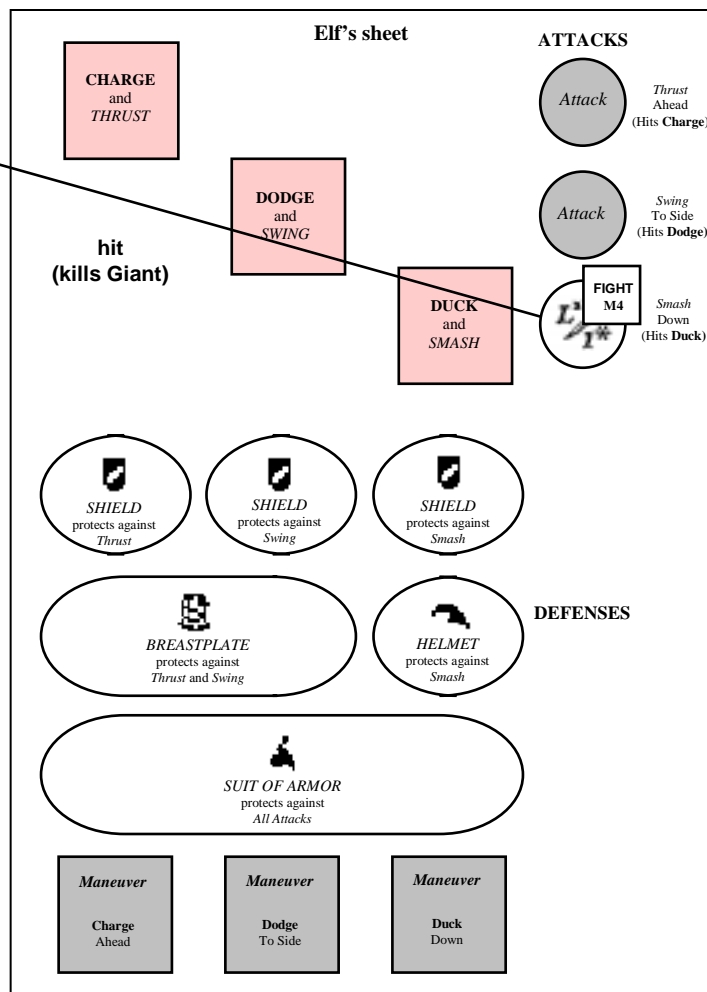 Elf's sheet
ATTACKS
CHARGE
and
THRUST
Attack
Thrust
Ahead
(Hits Charge)
DODGE
and
SWING
Attack
Swing
To Side
(Hits Dodge)
hit
(kills Giant)
DUCK
and
SMASH
FIGHT
M4
L*
1*
Smash
Down
(Hits Duck)
SHIELD
protects against
Thrust
SHIELD
protects against
Swing
SHIELD
protects against
Smash
BREASTPLATE
protects against
Thrust and Swing
HELMET
protects against
Smash
DEFENSES
SUIT OF ARMOR
protects against
All Attacks
Maneuver
Charge
Ahead
Maneuver
Dodge
To Side
Maneuver
Duck
Down